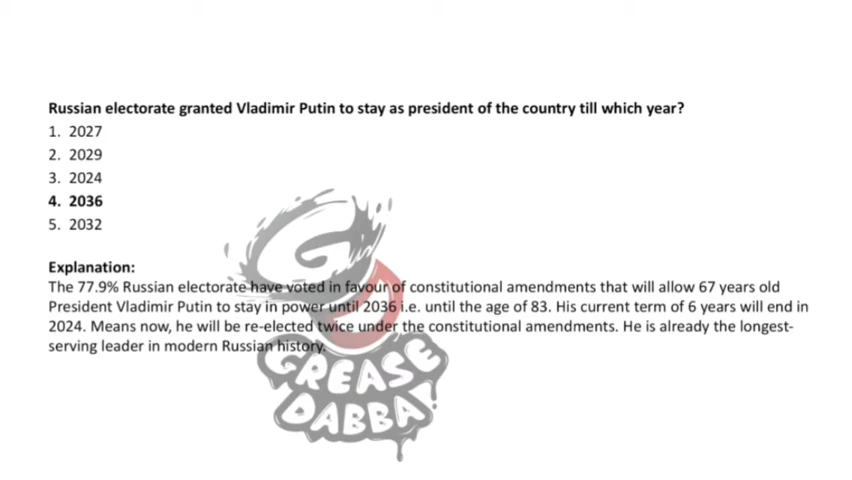 Russian electorate granted Vladimir Putin to stay as president of the country till which year?
1. 2027
2. 2029
3. 2024
4. 2036
5. 2032
Explanation:
The 77.9% Russian electorate have voted in favour of constitutional amendments that will allow 67 years old
President Vladimir Putin to stay in power until 2036 i.e. until the age of 83. His current term of 6 years will end in
2024. Means now, he will be re-elected twice under the constitutional amendments. He is already the longest-
serving leader in modern Russian history.
GREASE
DABBA